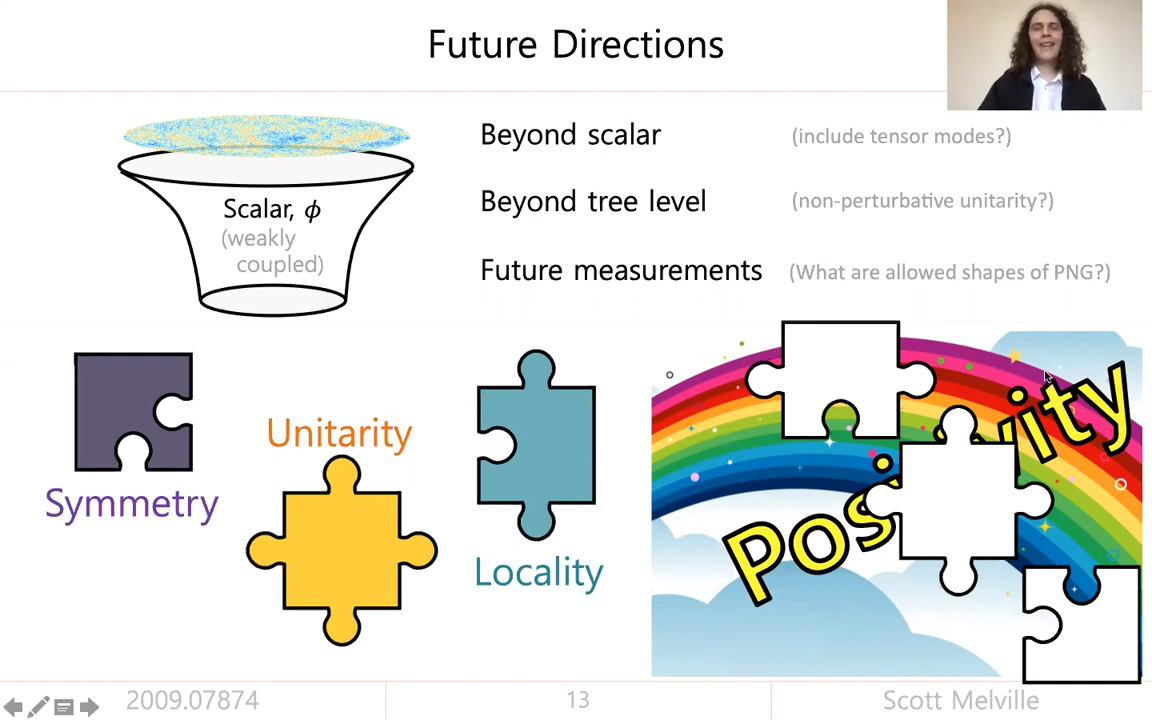 Future Directions
Scalar, ϕ
(weakly
coupled)
Beyond scalar (include tensor modes?)
Beyond tree level (non-perturbative unitarity?)
Future measurements (What are allowed shapes of PNG?)
Symmetry
Unitarity
Locality
2009.07874
13
Scott Melville